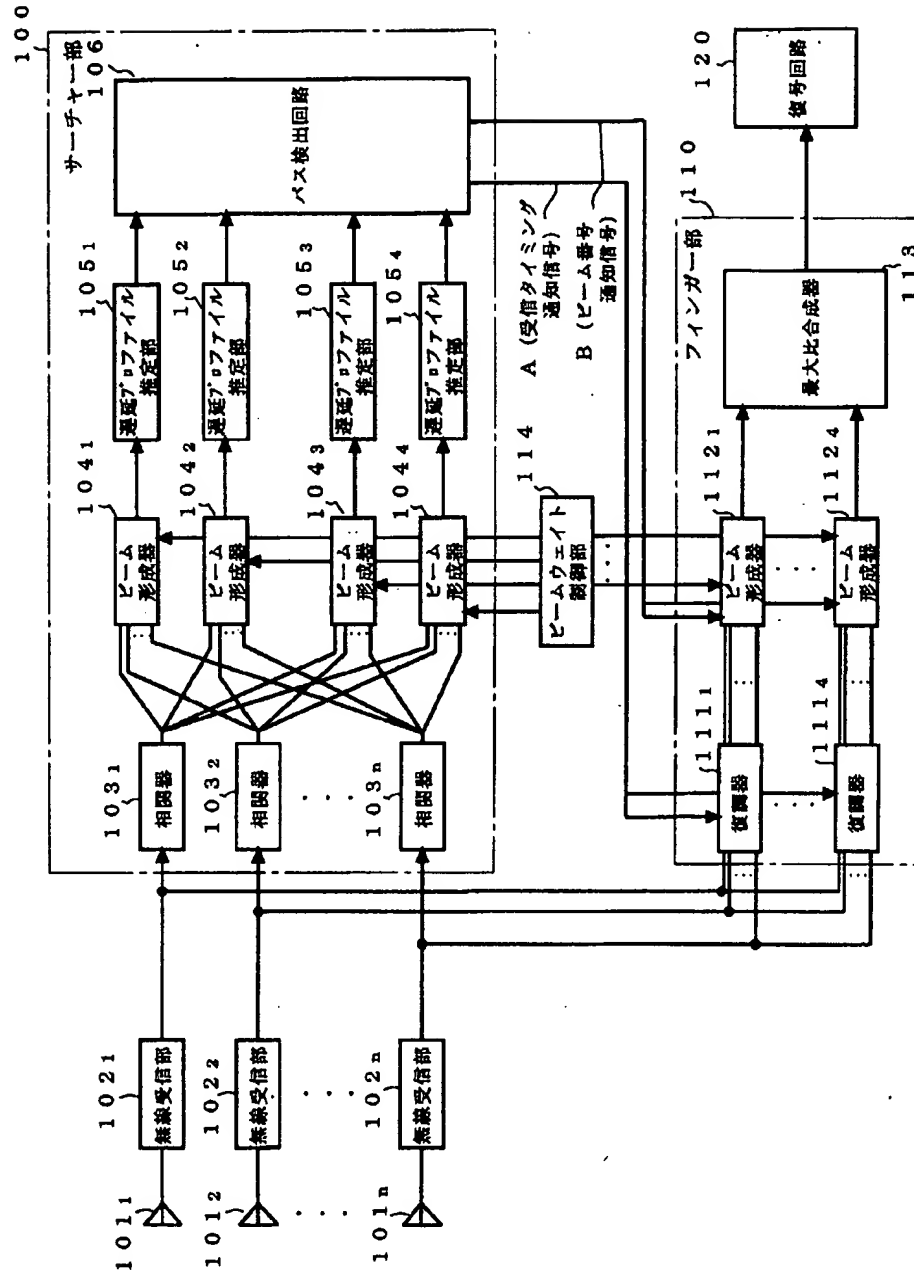 100
サーチャー部
106
パス検出回路
1051
遅延プロファイル
推定部
1052
遅延プロファイル
推定部
1053
遅延プロファイル
推定部
1054
遅延プロファイル
推定部
1041
ビーム
形成器
1042
ビーム
形成器
1043
ビーム
形成器
1044
ビーム
形成器
1031
相関器
1032
相関器
103n
相関器
1021
無線受信部
1022
無線受信部
102n
無線受信部
1011
1012
101n
114
ビームウェイト
制御部
A (受信タイミング
通知信号)
B (ビーム番号
通知信号)
フィンガー部
110
1111
復調器
1114
復調器
1121
ビーム
形成器
1124
ビーム
形成器
最大比合成器
113
120
復号回路